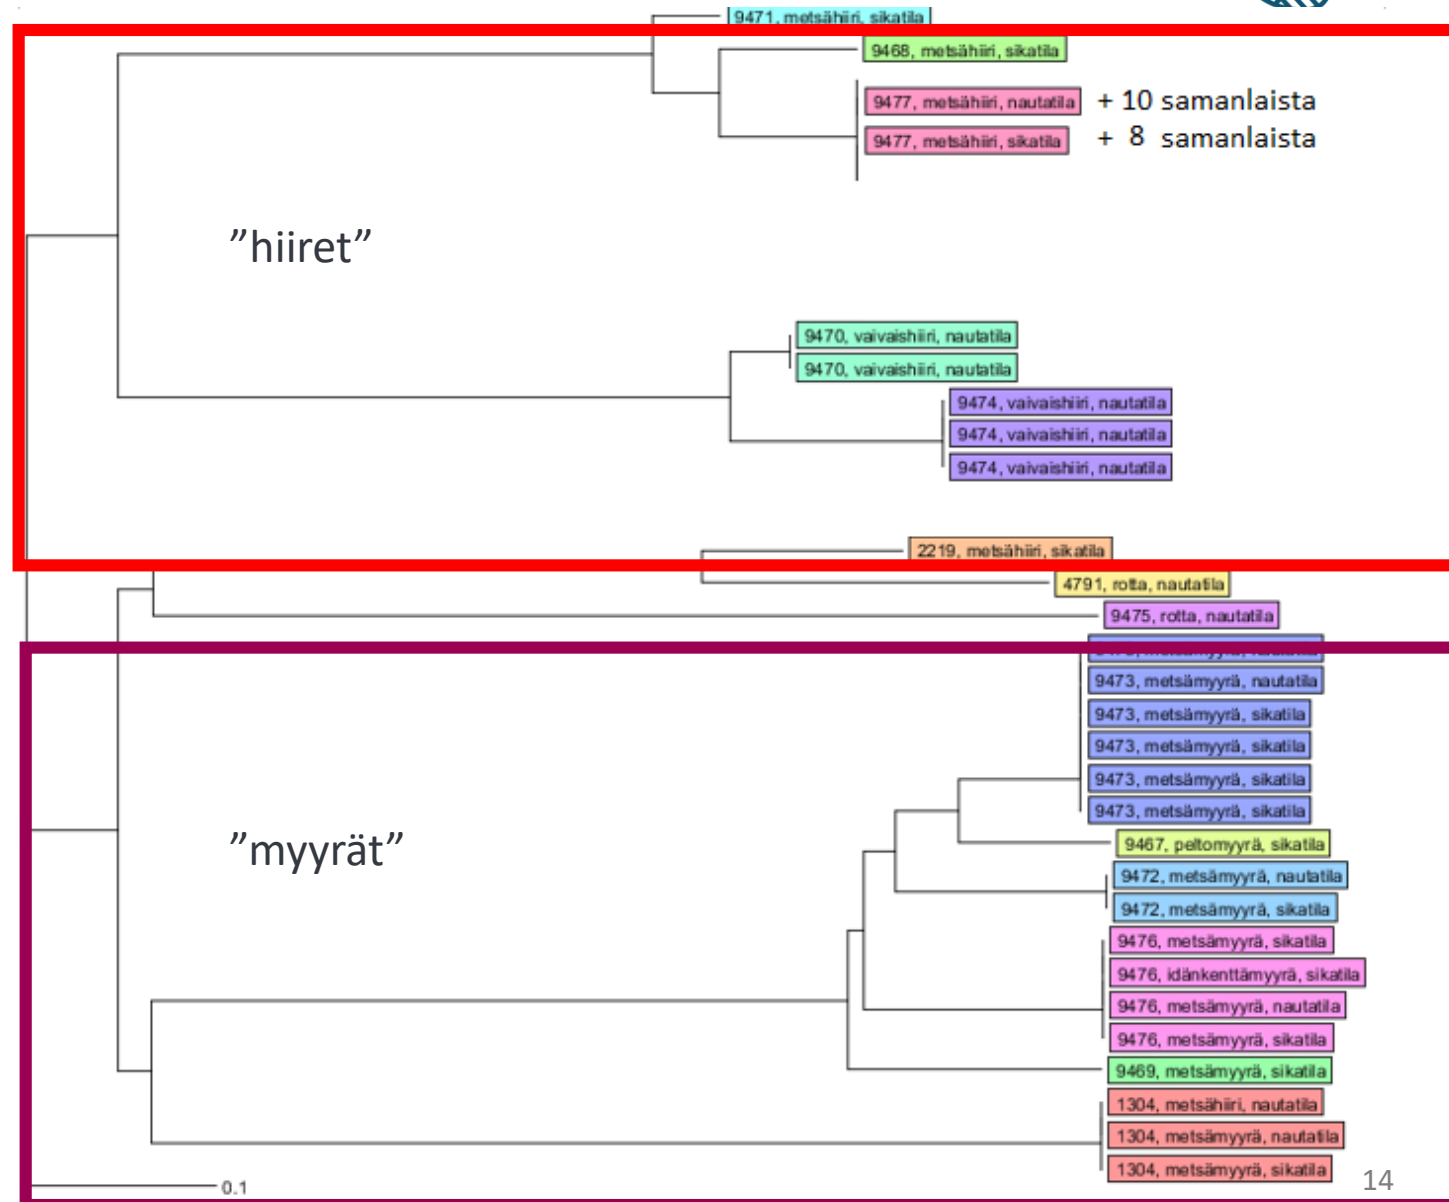 9471, metsähiiri, sikatila
9468, metsähiiri, sikatila
9477, metsähiiri, nautatila + 10 samanlaista
9477, metsähiiri, sikatila + 8 samanlaista
”hiiret”
9470, vaivaishiiri, nautatila
9470, vaivaishiiri, nautatila
9474, vaivaishiiri, nautatila
9474, vaivaishiiri, nautatila
9474, vaivaishiiri, nautatila
2219, metsähiiri, sikatila
4791, rotta, nautatila
9475, rotta, nautatila
9473, metsämyyrä, nautatila
9473, metsämyyrä, sikatila
9473, metsämyyrä, sikatila
9473, metsämyyrä, sikatila
9473, metsämyyrä, sikatila
”myyrät”
9467, peltomyyrä, sikatila
9472, metsämyyrä, nautatila
9472, metsämyyrä, sikatila
9476, metsämyyrä, sikatila
9476, idänkenttämyyrä, sikatila
9476, metsämyyrä, nautatila
9476, metsämyyrä, sikatila
9469, metsämyyrä, sikatila
1304, metsähiiri, nautatila
1304, metsämyyrä, nautatila
1304, metsämyyrä, sikatila
0.1
14